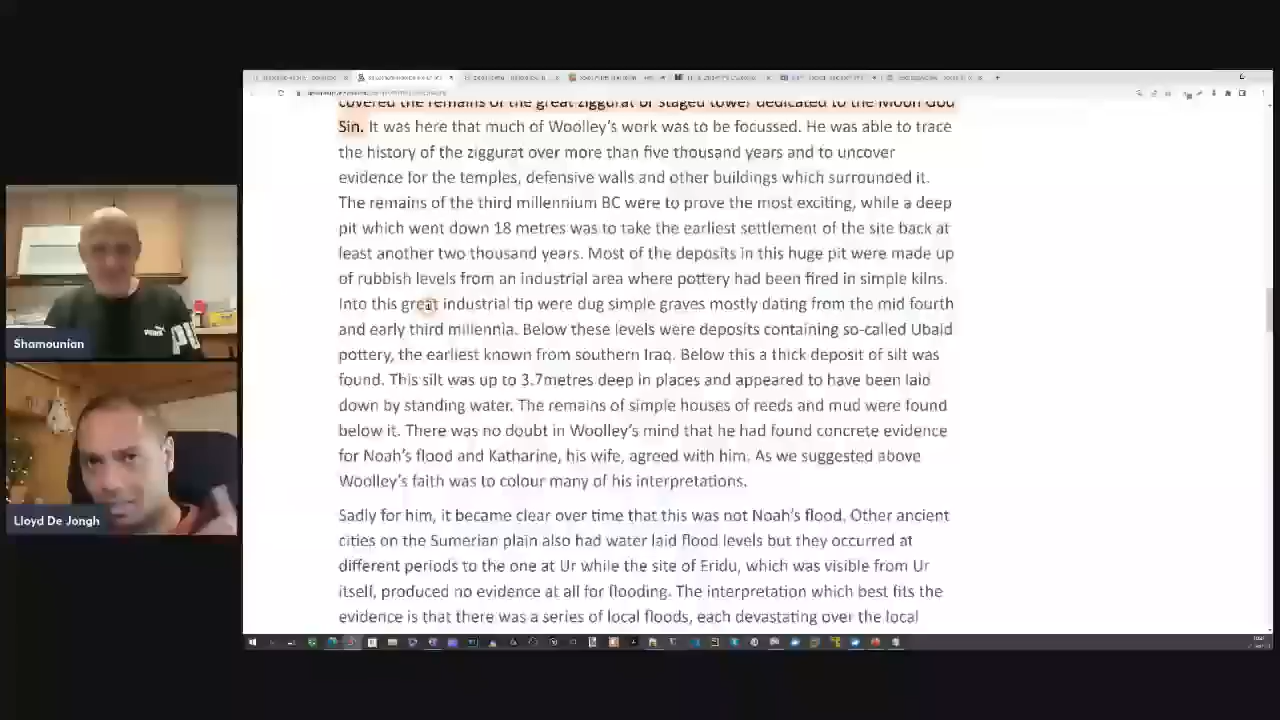 covered the remains of the great ziggurat or staged tower dedicated to the Moon God
Sin. It was here that much of Woolley's work was to be focussed. He was able to trace
the history of the ziggurat over more than five thousand years and to uncover
evidence for the temples, defensive walls and other buildings which surrounded it.
The remains of the third millennium BC were to prove the most exciting, while a deep
pit which went down 18 metres was to take the earliest settlement of the site back at
least another two thousand years. Most of the deposits in this huge pit were made up
of rubbish levels from an industrial area where pottery had been fired in simple kilns.
Into this great industrial tip were dug simple graves mostly dating from the mid fourth
and early third millennia. Below these levels were deposits containing so-called Ubaid
pottery, the earliest known from southern Iraq. Below this a thick deposit of silt was
found. This silt was up to 3.7metres deep in places and appeared to have been laid
down by standing water. The remains of simple houses of reeds and mud were found
below it. There was no doubt in Woolley's mind that he had found concrete evidence
for Noah's flood and Katharine, his wife, agreed with him. As we suggested above
Woolley's faith was to colour many of his interpretations.
Sadly for him, it became clear over time that this was not Noah's flood. Other ancient
cities on the Sumerian plain also had water laid flood levels but they occurred at
different periods to the one at Ur while the site of Eridu, which was visible from Ur
itself, produced no evidence at all for flooding. The interpretation which best fits the
evidence is that there was a series of local floods, each devastating over the local
PUMA
PU
Shamounian
Lloyd De Jongh